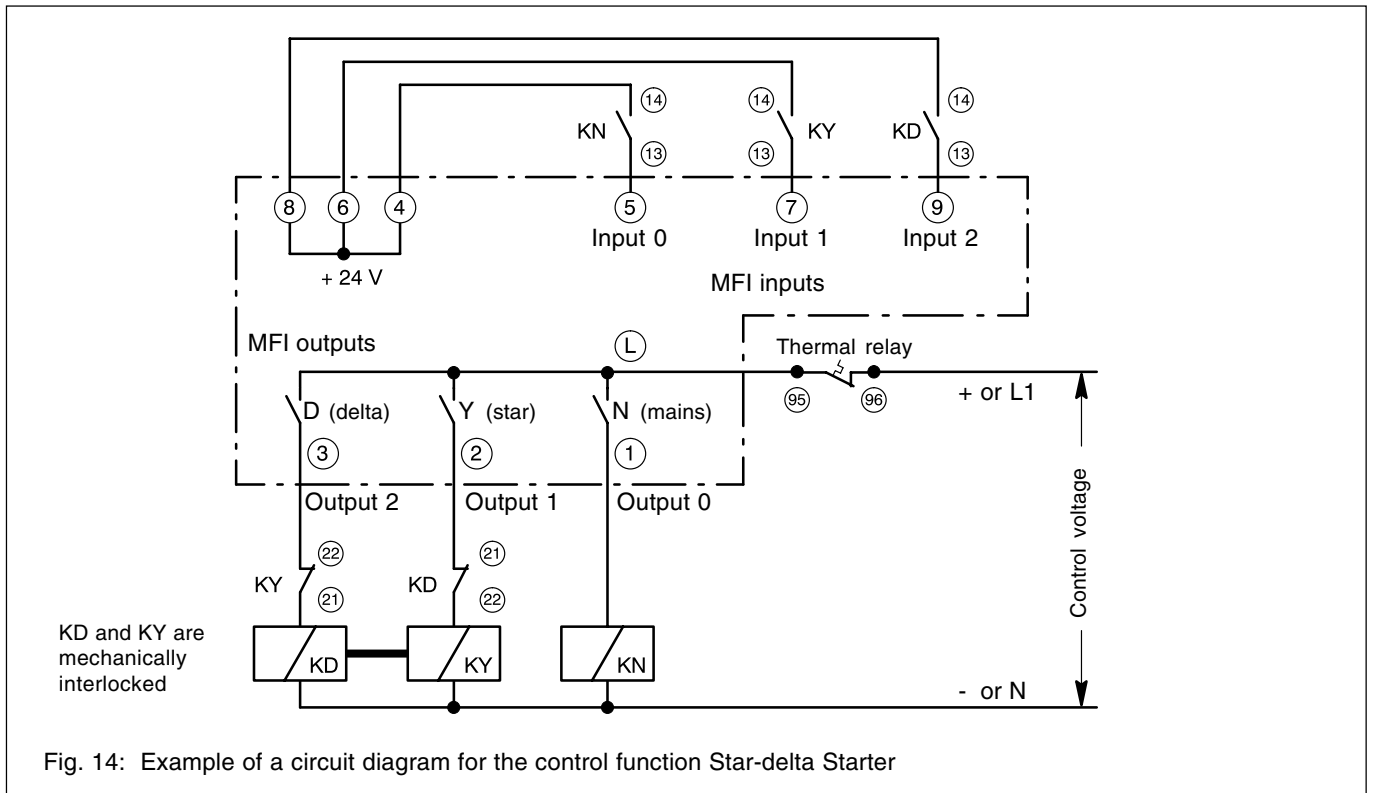 14
14
14
KN
KY
KD
13
13
13
8
6
4
5
7
9
Input 0
Input 1
Input 2
+ 24 V
MFI inputs
MFI outputs
L
Thermal relay
95
96
+ or L1
D (delta)
Y (star)
N (mains)
3
2
1
Output 2
Output 1
Output 0
Control voltage
22
21
KY
KD
21
22
KD and KY are
mechanically
interlocked
KD
KY
KN
- or N
Fig. 14: Example of a circuit diagram for the control function Star-delta Starter